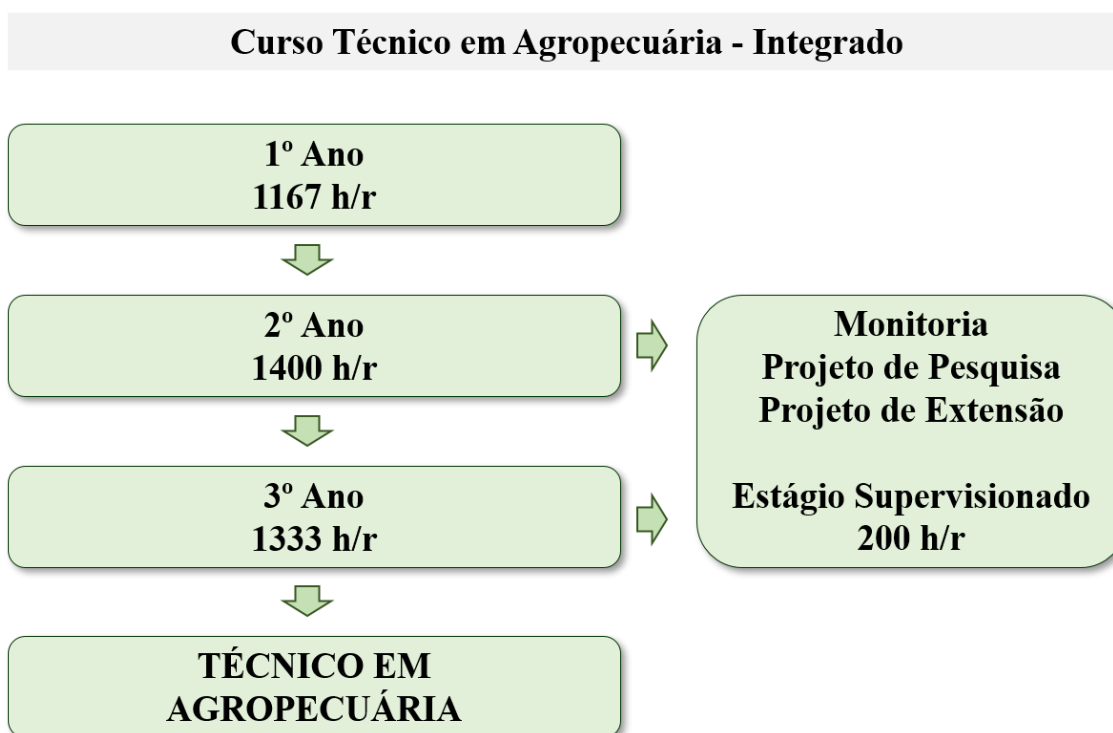 Curso Técnico em Agropecuária - Integrado
1º Ano
1167 h/r
2º Ano
1400 h/r
Monitoria
Projeto de Pesquisa
Projeto de Extensão
Estágio Supervisionado
200 h/r
3º Ano
1333 h/r
TÉCNICO EM
AGROPECUÁRIA